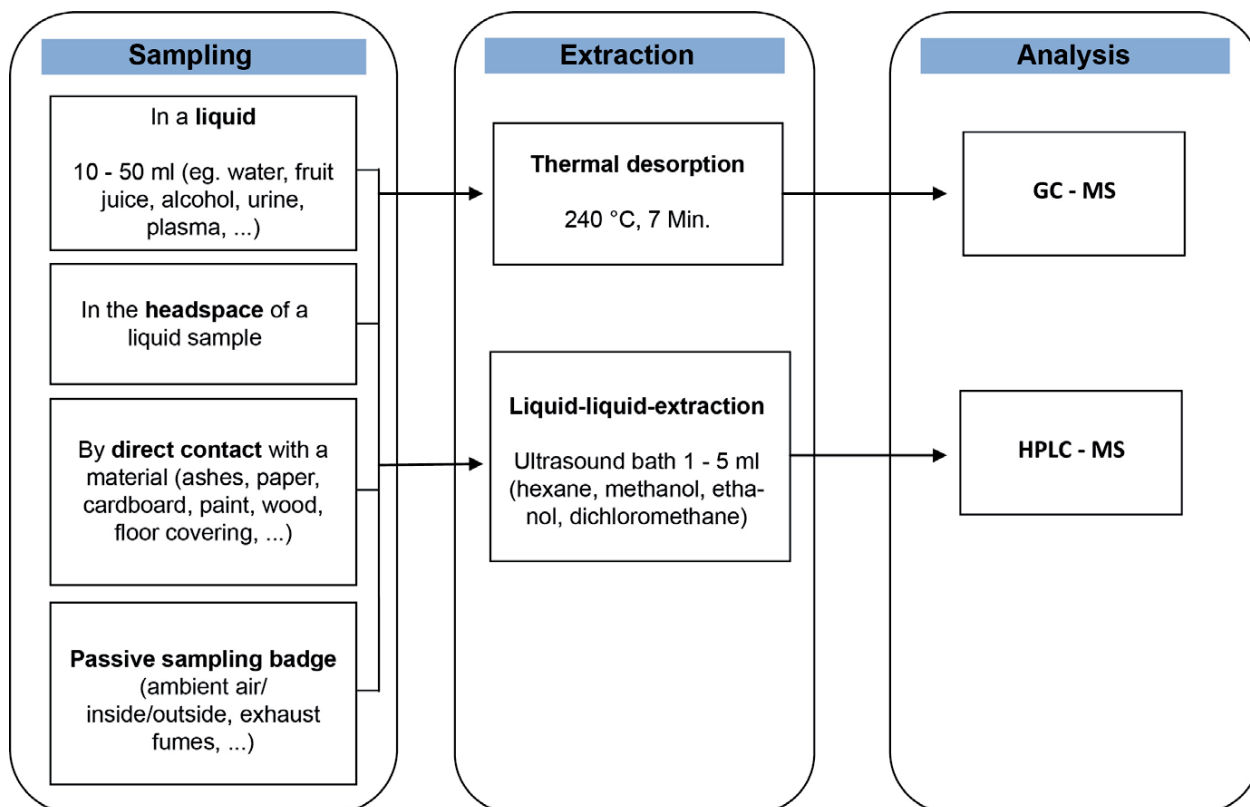 Sampling
In a liquid
10 - 50 ml (eg. water, fruit
juice, alcohol, urine,
plasma, ...)
In the headspace of a
liquid sample
By direct contact with a
material (ashes, paper,
cardboard, paint, wood,
floor covering, ...)
Passive sampling badge
(ambient air/
inside/outside, exhaust
fumes, ...)
Extraction
Thermal desorption
240 °C, 7 Min.
Liquid-liquid-extraction
Ultrasound bath 1 - 5 ml
(hexane, methanol, etha-
nol, dichloromethane)
Analysis
GC - MS
HPLC - MS